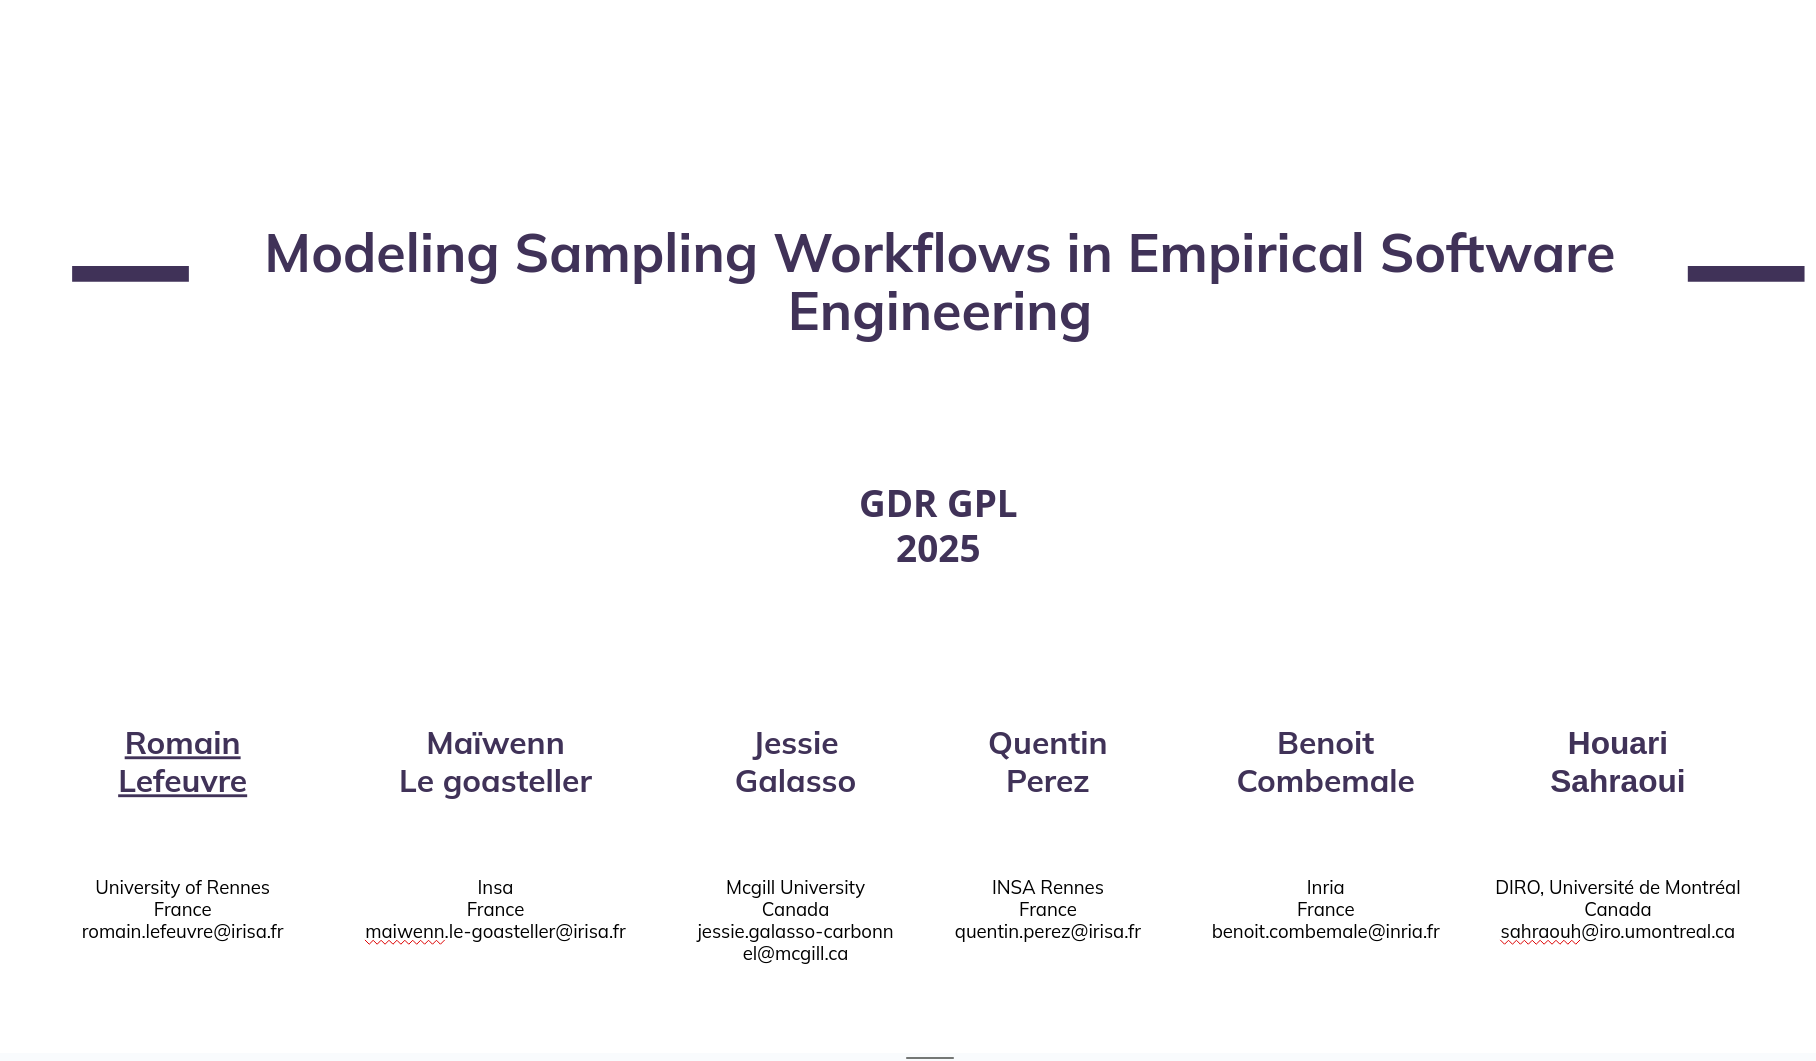 Modeling Sampling Workflows in Empirical Software
Engineering
GDR GPL
2025
Romain
Lefeuvre
University of Rennes
France
romain.lefeuvre@irisa.fr
Maïwenn
Le goasteller
Insa
France
maiwenn.le-goasteller@irisa.fr
Jessie
Galasso
Mcgill University
Canada
jessie.galasso-carbonn
el@mcgill.ca
Quentin
Perez
INSA Rennes
France
quentin.perez@irisa.fr
Benoit
Combemale
Inria
France
benoit.combemale@inria.fr
Houari
Sahraoui
DIRO, Université de Montréal
Canada
sahraouh@iro.umontreal.ca